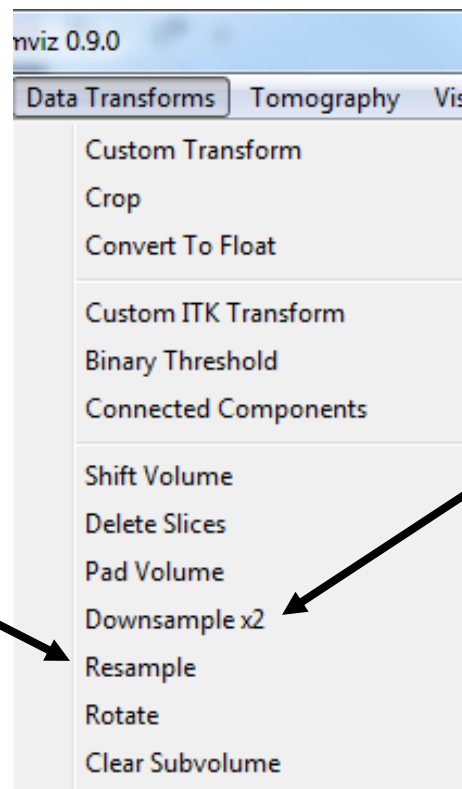 mviz 0.9.0
Data Transforms Tomography Vis
Custom Transform
Crop
Convert To Float
Custom ITK Transform
Binary Threshold
Connected Components
Shift Volume
Delete Slices
Pad Volume
Downsample x2
Resample
Rotate
Clear Subvolume